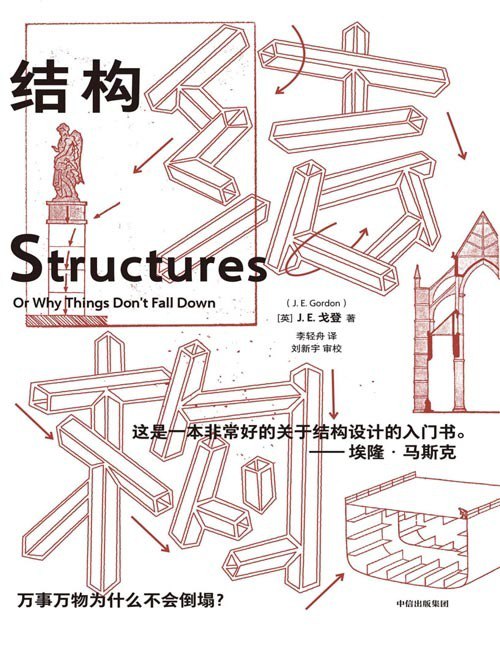 结构
Structures
Or Why Things Don't Fall Down
( J. E. Gordon )
[英] J. E. 戈登 著
李轻舟 译
刘新宇 审校
结构
这是一本非常好的关于结构设计的入门书。
—— 埃隆·马斯克
万事万物为什么不会倒塌?
中信出版集团